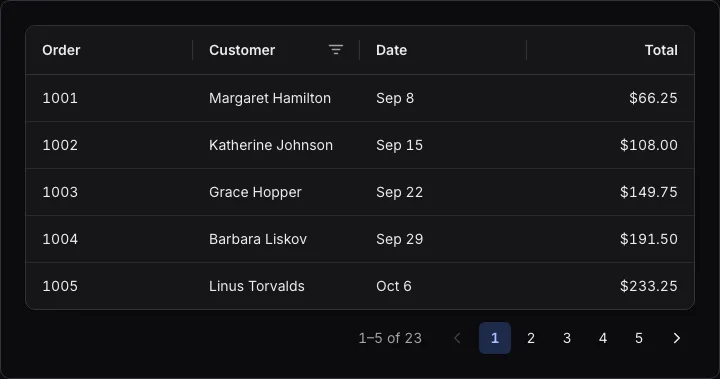 Order Customer Date Total
1001 Margaret Hamilton Sep 8 $66.25
1002 Katherine Johnson Sep 15 $108.00
1003 Grace Hopper Sep 22 $149.75
1004 Barbara Liskov Sep 29 $191.50
1005 Linus Torvalds Oct 6 $233.25
1–5 of 23 1 2 3 4 5